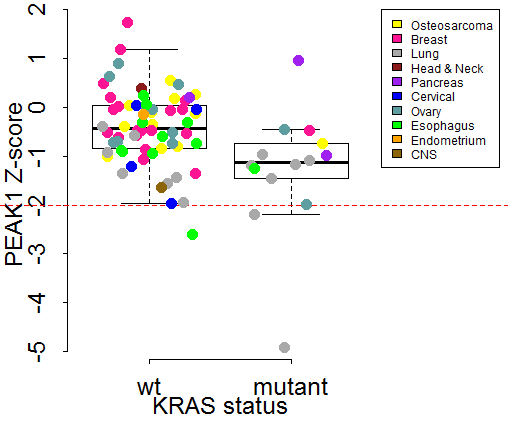 PEAK1 Z-score
2
1
0
-1
-2
-3
-4
-5
Osteosarcoma
Breast
Lung
Head & Neck
Pancreas
Cervical
Ovary
Esophagus
Endometrium
CNS
wt mutant
KRAS status